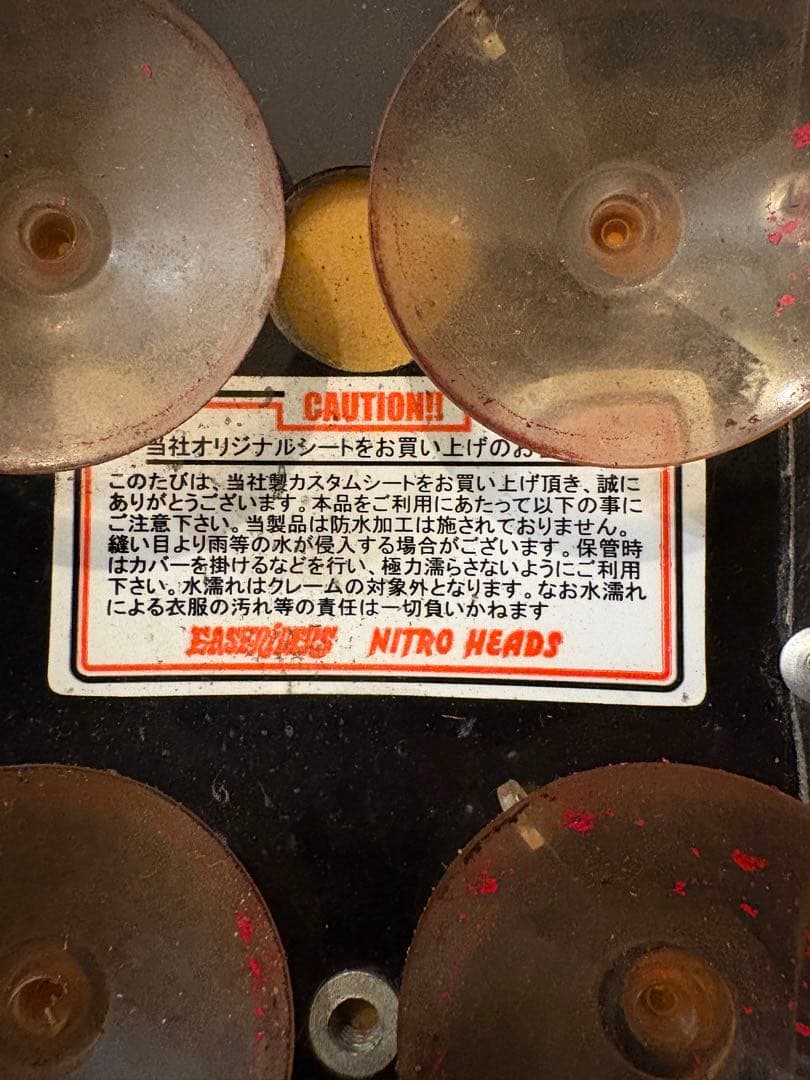 CAUTION!!
当社オリジナルシートをお買い上げのお
このたびは、当社製カスタムシートをお買い上げ頂き、誠に
ありがとうございます。本品をご利用にあたって以下の事に
ご注意下さい。当製品は防水加工は施されておりません。
縫い目より雨等の水が侵入する場合がございます。保管時
はカバーを掛けるなどを行い、極力濡らさないようにご利用
下さい。水濡れはクレームの対象外となります。なお水濡れ
による衣服の汚れ等の責任は一切負いかねます
EASERIDERS NITRO HEADS